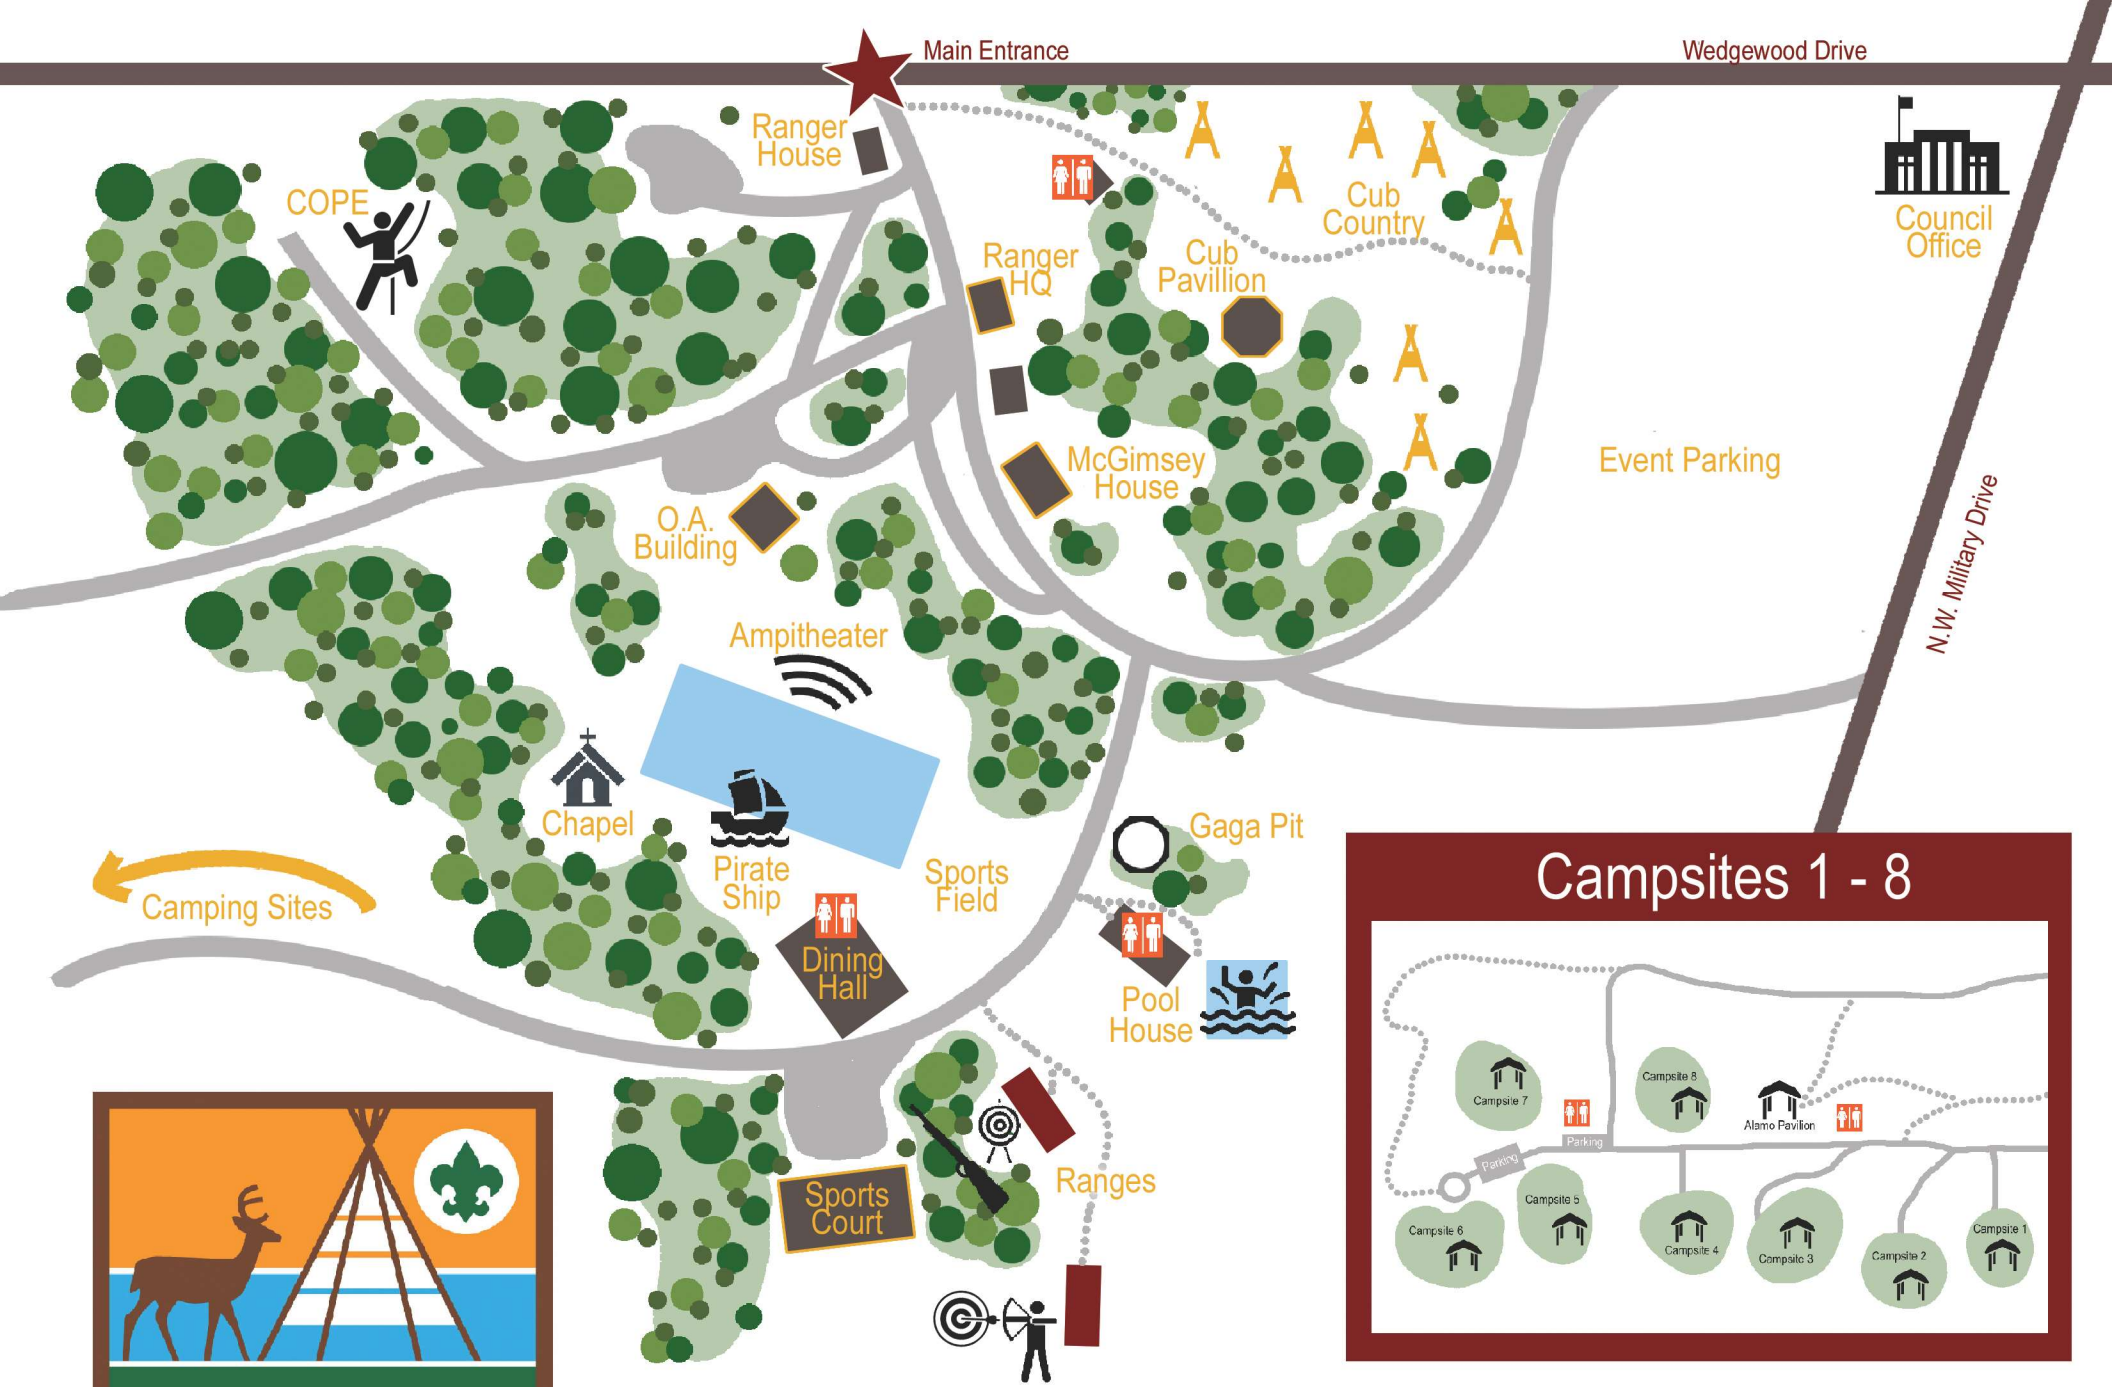 Main Entrance
Wedgewood Drive
Ranger
House
COPE
Cub
Country
Council
Office
Ranger
HQ
Cub
Pavillion
McGimsey
House
Event Parking
O.A.
Building
N.W. Military Drive
Ampitheater
Chapel
Gaga Pit
Pirate
Ship
Sports
Field
Camping Sites
Dining
Hall
Pool
House
Ranges
Sports
Court
Campsites 1 - 8
Campsite 7
Campsite 8
Alamo Pavilion
Parking
Parking
Campsite 5
Campsite 6
Campsite 4
Campsite 3
Campsite 2
Campsite 1